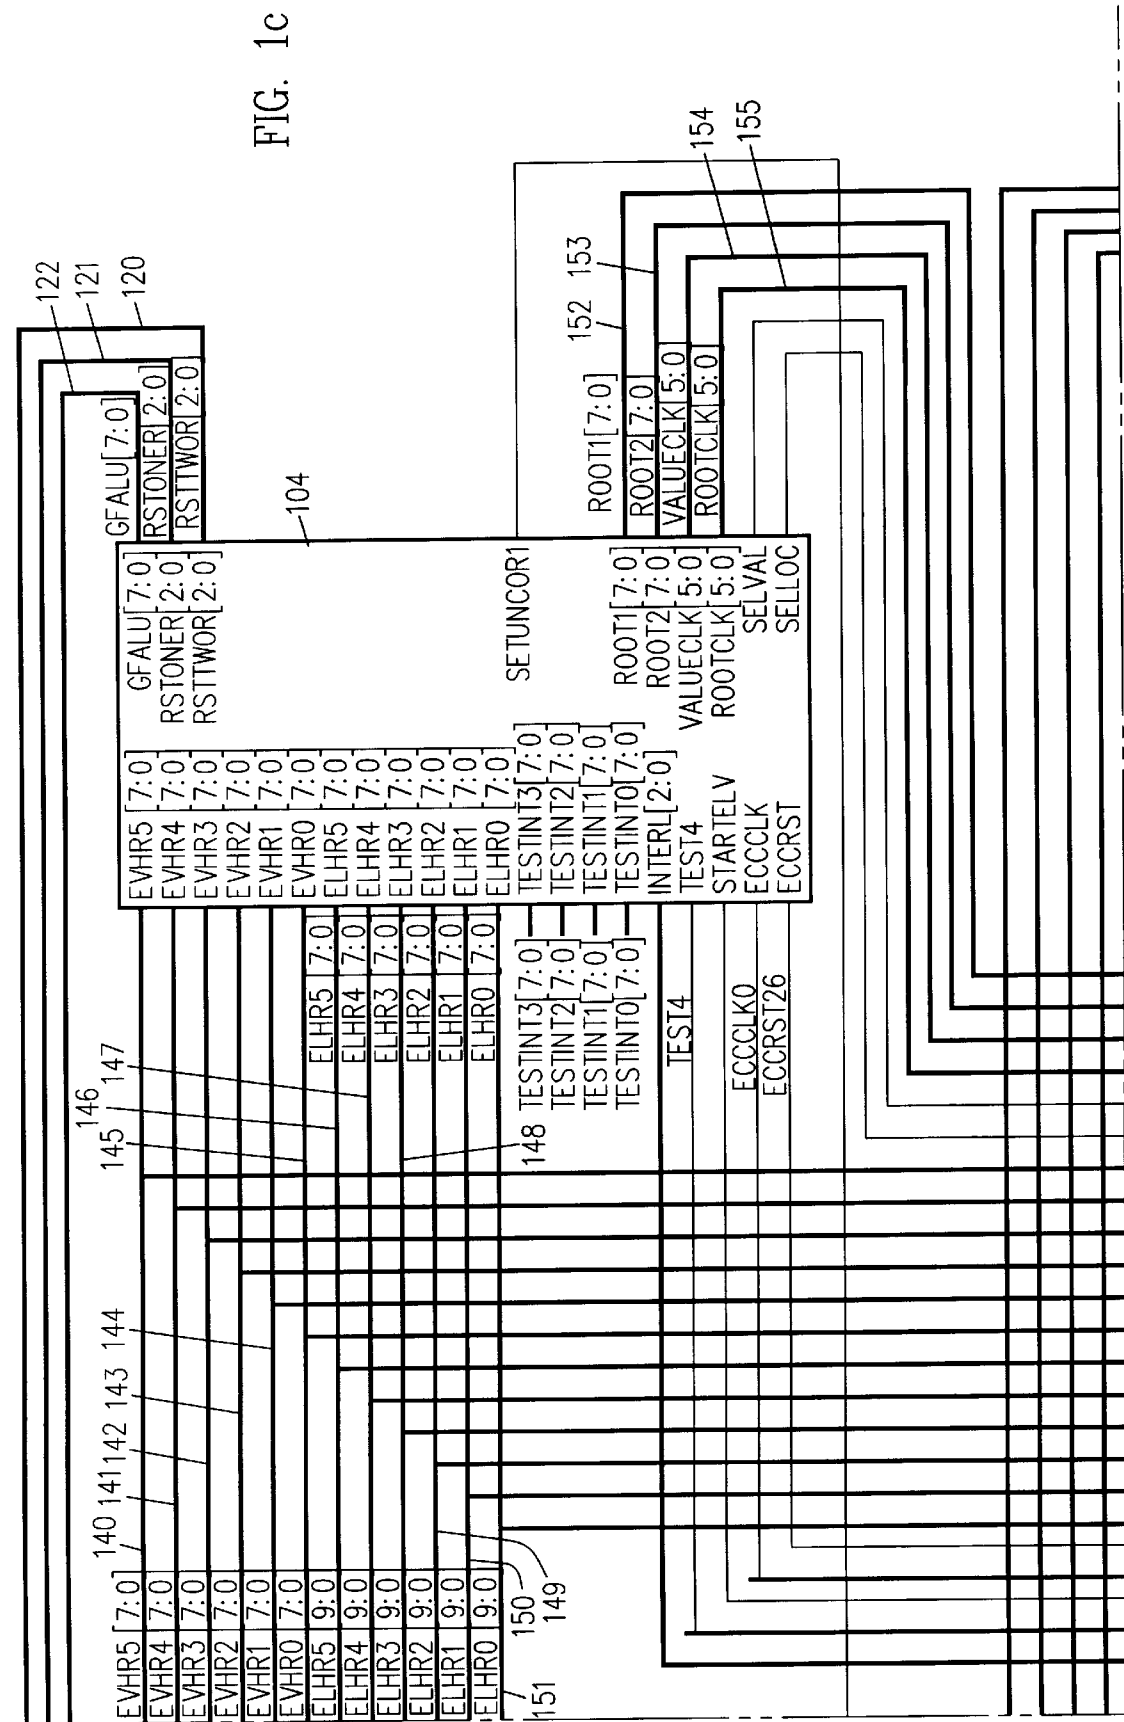 FIG. 1c
122
121
120
GFALU[7:0]
RSTONER[2:0]
RSTTWOR[2:0]
104
GFALU[7:0]
RSTONER[2:0]
RSTTWOR[2:0]
SETUNCOR1
ROOT1[7:0]
ROOT2[7:0]
VALUECLK[5:0]
ROOTCLK[5:0]
SELVAL
SELLOC
152
153
154
155
ROOT1[7:0]
ROOT2[7:0]
VALUECLK[5:0]
ROOTCLK[5:0]
EVHR5[7:0]
EVHR4[7:0]
EVHR3[7:0]
EVHR2[7:0]
EVHR1[7:0]
EVHR0[7:0]
ELHR5[7:0]
ELHR4[7:0]
ELHR3[7:0]
ELHR2[7:0]
ELHR1[7:0]
ELHR0[7:0]
TESTINT3[7:0]
TESTINT2[7:0]
TESTINT1[7:0]
TESTINT0[7:0]
INTERL[2:0]
TEST4
STARTELV
ECCCLK
ECCRST
ELHR5[7:0]
ELHR4[7:0]
ELHR3[7:0]
ELHR2[7:0]
ELHR1[7:0]
ELHR0[7:0]
TESTINT3[7:0]
TESTINT2[7:0]
TESTINT1[7:0]
TESTINT0[7:0]
TEST4
ECCCLK0
ECCRST26
140
141
142
143
144
145
146
147
148
149
150
151
EVHR5[7:0]
EVHR4[7:0]
EVHR3[7:0]
EVHR2[7:0]
EVHR1[7:0]
EVHR0[7:0]
ELHR5[9:0]
ELHR4[9:0]
ELHR3[9:0]
ELHR2[9:0]
ELHR1[9:0]
ELHR0[9:0]